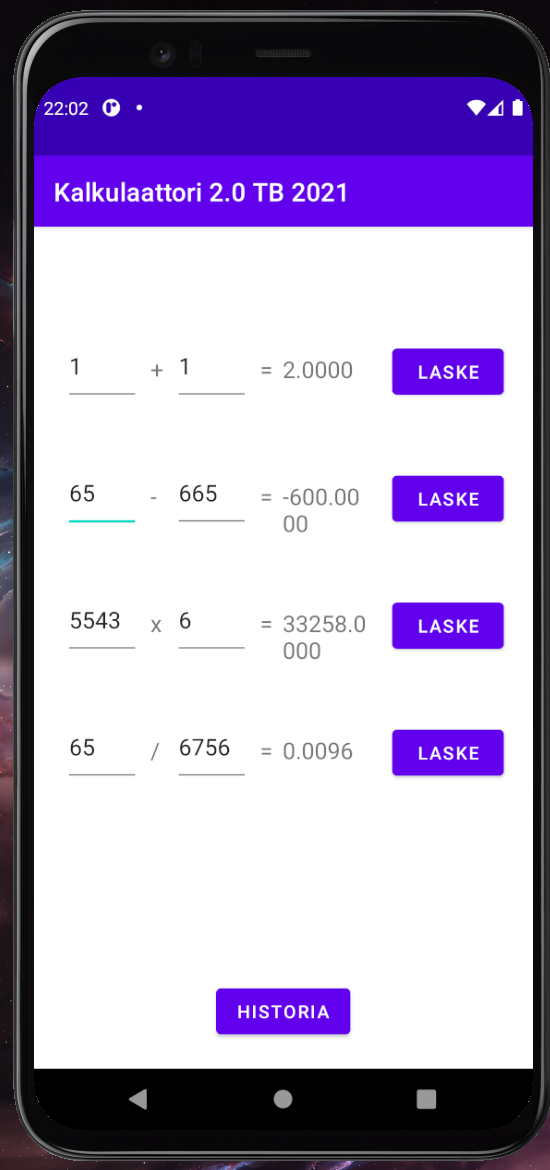 22:02
Kalkulaattori 2.0 TB 2021
1 + 1 = 2.0000 LASKE
65 - 665 = -600.00 LASKE
00
5543 x 6 = 33258.0 LASKE
000
65 / 6756 = 0.0096 LASKE
HISTORIA